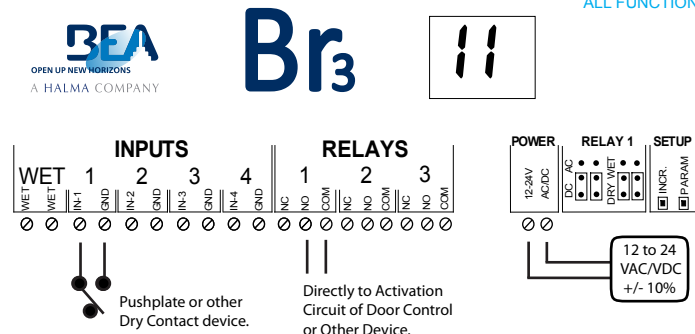 ALL FUNCTION
BEA
OPEN UP NEW HORIZONS
A HALMA COMPANY
Br3
11
INPUTS
RELAYS
POWER
RELAY 1
SETUP
WET 1 2 3 4
1 2 3
WET WET IN-1 GND IN-2 GND IN-3 GND IN-4 GND
NC NO COM NC NO COM NC NO COM
12-24V
AC/DC
DC AC
DRY WET
INCR.
PARAM
Pushplate or other
Dry Contact device.
Directly to Activation
Circuit of Door Control
or Other Device.
12 to 24
VAC/VDC
+/- 10%